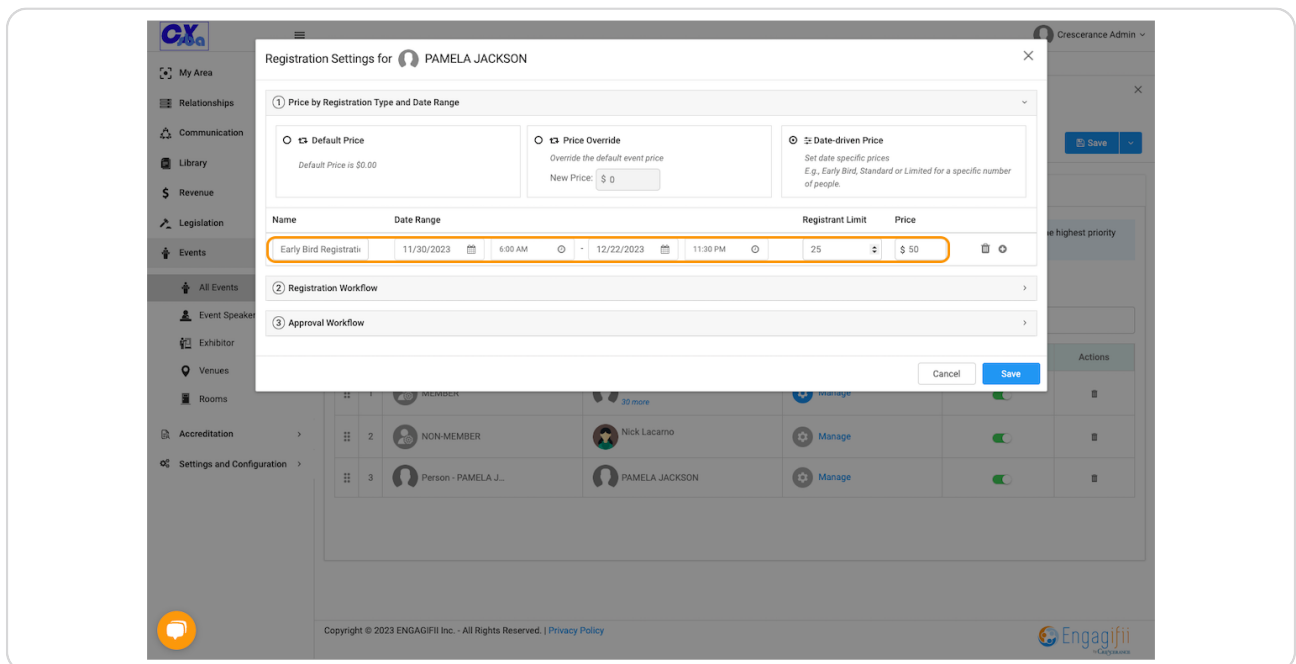 Crescerance Admin
Registration Settings for PAMELA JACKSON
My Area
Relationships
Communication
Library
Revenue
Legislation
Events
All Events
Event Speaker
Exhibitor
Venues
Rooms
Accreditation
Settings and Configuration
1 Price by Registration Type and Date Range
Default Price
Default Price is $0.00
Price Override
Override the default event price
New Price: $ 0
Date-driven Price
Set date specific prices
E.g., Early Bird, Standard or Limited for a specific number
of people.
Save
Name Date Range Registrant Limit Price
Early Bird Registratio 11/30/2023 6:00 AM - 12/22/2023 11:30 PM 25 $ 50
he highest priority
2 Registration Workflow
3 Approval Workflow
Cancel Save
Actions
1 MEMBER 30 more Manage
2 NON-MEMBER Nick Lacarno Manage
3 Person - PAMELA J... PAMELA JACKSON Manage
Copyright © 2023 ENGAGIFII Inc. - All Rights Reserved. | Privacy Policy
Engagifii